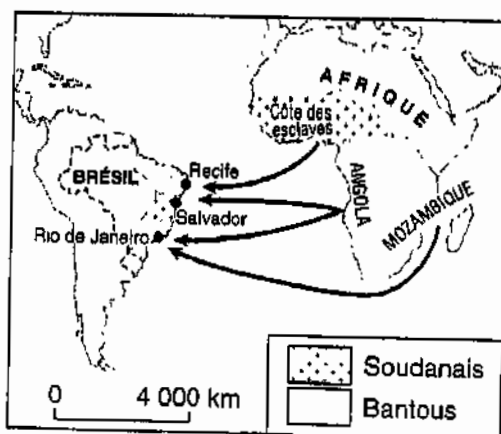 AFRIQUE
Côte des
esclaves
BRÉSIL
Recife
Salvador
Rio de Janeiro
ANGOLA
MOZAMBIQUE
0 4 000 km
Soudanais
Bantous